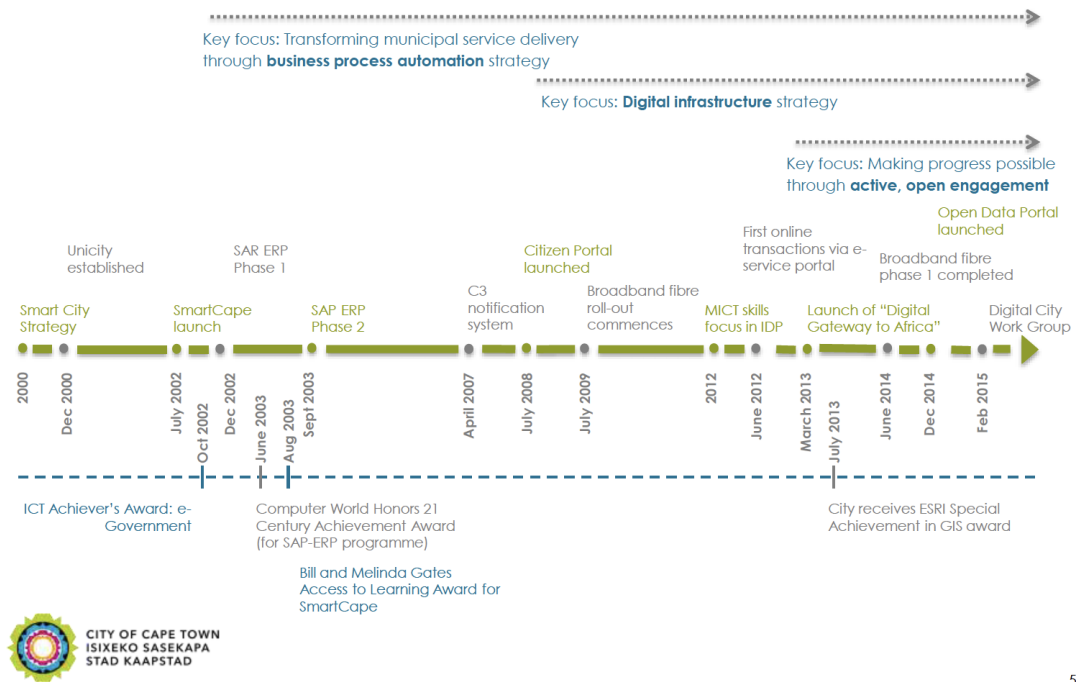 Key focus: Transforming municipal service delivery
through business process automation strategy
Key focus: Digital infrastructure strategy
Key focus: Making progress possible
through active, open engagement
Open Data Portal
launched
Unicity
established
SAR ERP
Phase 1
Citizen Portal
launched
First online
transactions via e-
service portal
Broadband fibre
phase 1 completed
Smart City
Strategy
SmartCape
launch
SAP ERP
Phase 2
C3
notification
system
Broadband fibre
roll-out
commences
MICT skills
focus in IDP
Launch of “Digital
Gateway to Africa”
Digital City
Work Group
2000
Dec 2000
July 2002
Oct 2002
Dec 2002
June 2003
Aug 2003
Sept 2003
April 2007
July 2008
July 2009
2012
June 2012
March 2013
July 2013
June 2014
Dec 2014
Feb 2015
ICT Achiever’s Award: e-
Government
Computer World Honors 21
Century Achievement Award
(for SAP-ERP programme)
Bill and Melinda Gates
Access to Learning Award for
SmartCape
City receives ESRI Special
Achievement in GIS award
CITY OF CAPE TOWN
ISIXEKO SASEKAPA
STAD KAAPSTAD
5